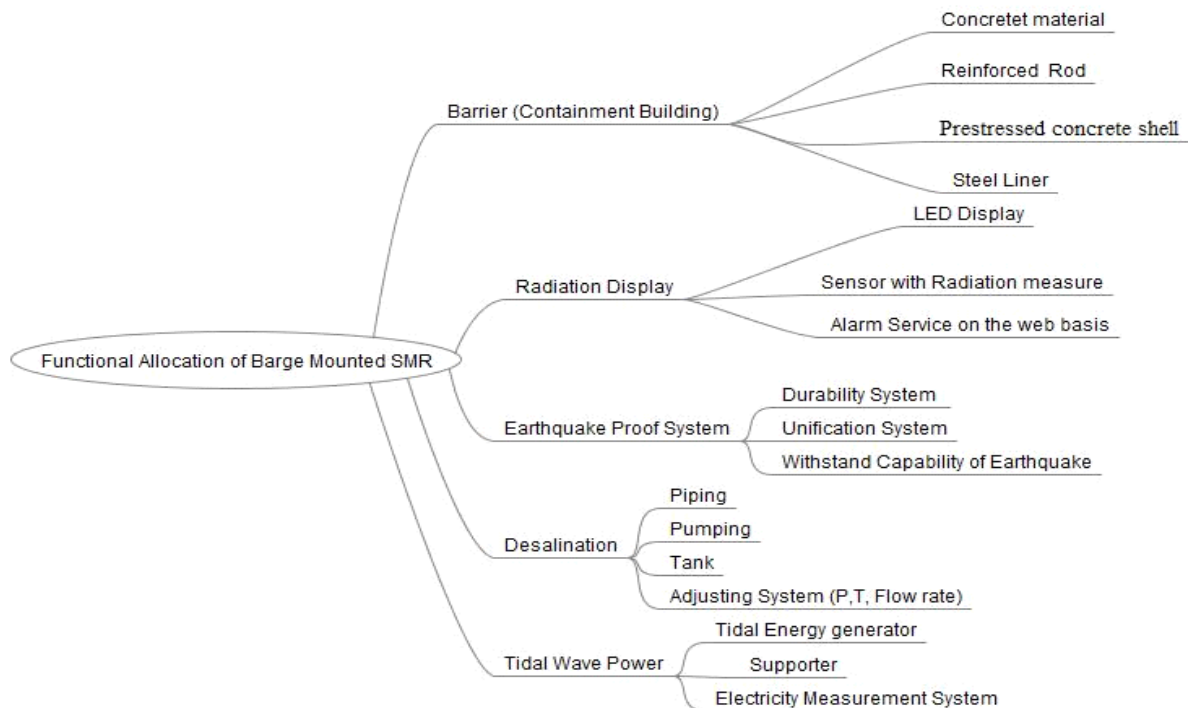 Concretet material
Reinforced Rod
Barrier (Containment Building)
Prestressed concrete shell
Steel Liner
LED Display
Radiation Display
Sensor with Radiation measure
Alarm Service on the web basis
Functional Allocation of Barge Mounted SMR
Durability System
Earthquake Proof System
Unification System
Withstand Capability of Earthquake
Piping
Pumping
Desalination
Tank
Adjusting System (P,T, Flow rate)
Tidal Energy generator
Tidal Wave Power
Supporter
Electricity Measurement System